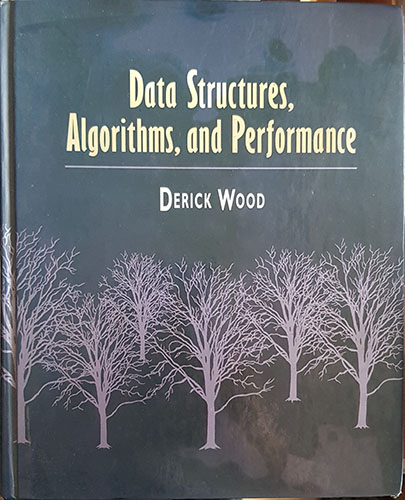 Data Structures,
Algorithms, and Performance
DERICK WOOD